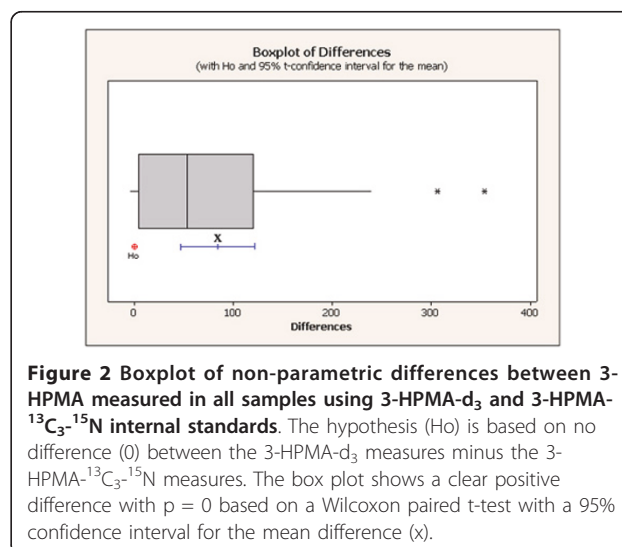 Boxplot of Differences
(with Ho and 95% t-confidence interval for the mean)
X
Ho
0 100 200 300 400
Differences
Figure 2 Boxplot of non-parametric differences between 3-
HPMA measured in all samples using 3-HPMA-d₃ and 3-HPMA-
¹³C₃-¹⁵N internal standards. The hypothesis (Ho) is based on no
difference (0) between the 3-HPMA-d₃ measures minus the 3-
HPMA-¹³C₃-¹⁵N measures. The box plot shows a clear positive
difference with p = 0 based on a Wilcoxon paired t-test with a 95%
confidence interval for the mean difference (x).